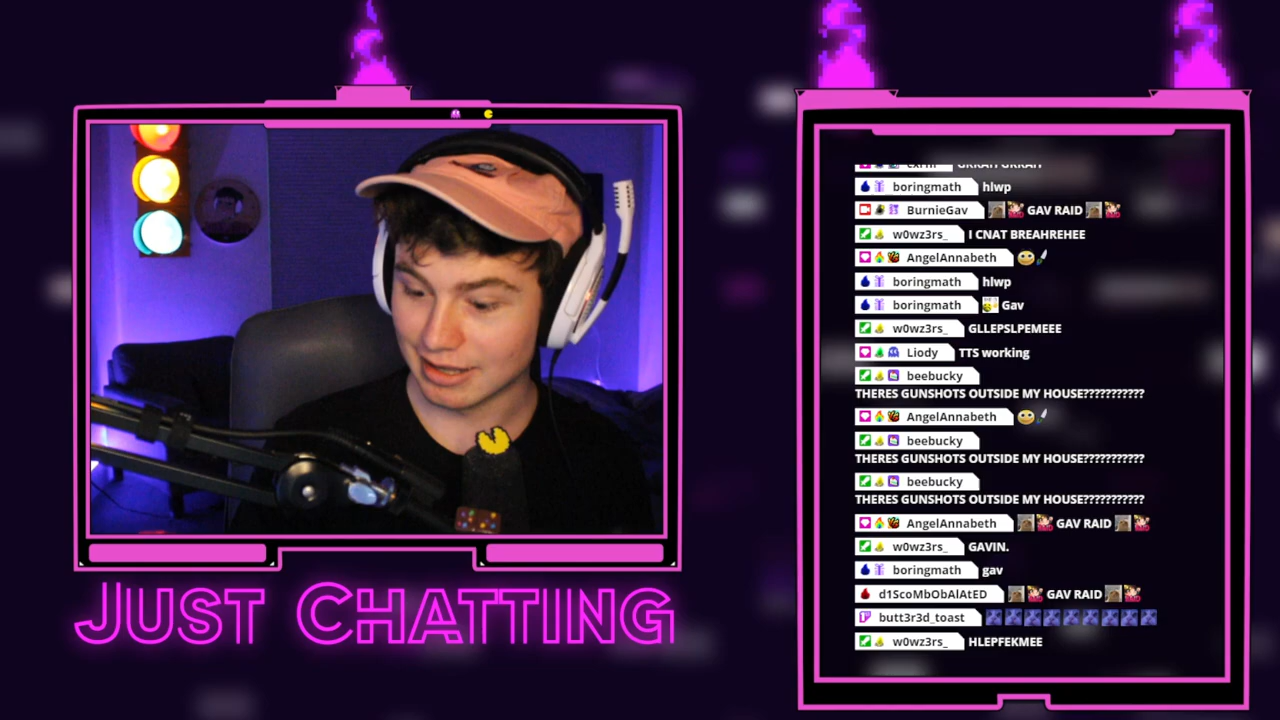 boringmath hlwp
BurnieGav GAV RAID
w0wz3rs_ I CNAT BREAHREHEE
AngelAnnabeth
boringmath hlwp
boringmath Gav
w0wz3rs_ GLLEPSLPEMEEE
Liody TTS working
beebucky
THERES GUNSHOTS OUTSIDE MY HOUSE???????????
AngelAnnabeth
beebucky
THERES GUNSHOTS OUTSIDE MY HOUSE???????????
beebucky
THERES GUNSHOTS OUTSIDE MY HOUSE???????????
AngelAnnabeth GAV RAID
w0wz3rs_ GAVIN.
boringmath gav
d1ScoMbObAlAtED GAV RAID
butt3r3d_toast
w0wz3rs_ HLEPFEKMEE
JUST CHATTING